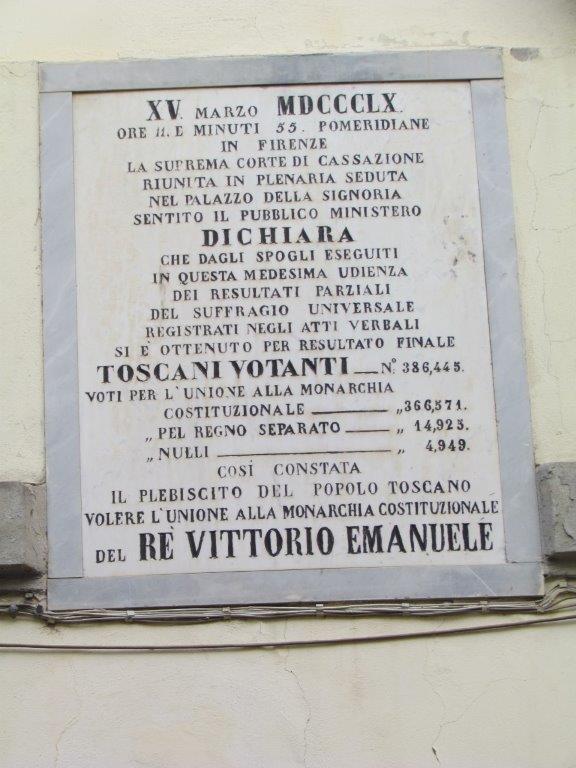 XV. MARZO MDCCCLX.
ORE 11. E MINUTI 55. POMERIDIANE
IN FIRENZE
LA SUPREMA CORTE DI CASSAZIONE
RIUNITA IN PLENARIA SEDUTA
NEL PALAZZO DELLA SIGNORIA
SENTITO IL PUBBLICO MINISTERO
DICHIARA
CHE DAGLI SPOGLI ESEGUITI
IN QUESTA MEDESIMA UDIENZA
DEI RESULTATI PARZIALI
DEL SUFFRAGIO UNIVERSALE
REGISTRATI NEGLI ATTI VERBALI
SI È OTTENUTO PER RESULTATO FINALE
TOSCANI VOTANTI — N.º 386,445.
VOTI PER L'UNIONE ALLA MONARCHIA
COSTITUZIONALE — „ 366,571.
„ PEL REGNO SEPARATO — „ 14,925.
„ NULLI — „ 4,949.
COSÌ CONSTATA
IL PLEBISCITO DEL POPOLO TOSCANO
VOLERE L'UNIONE ALLA MONARCHIA COSTITUZIONALE
DEL RÈ VITTORIO EMANUELE